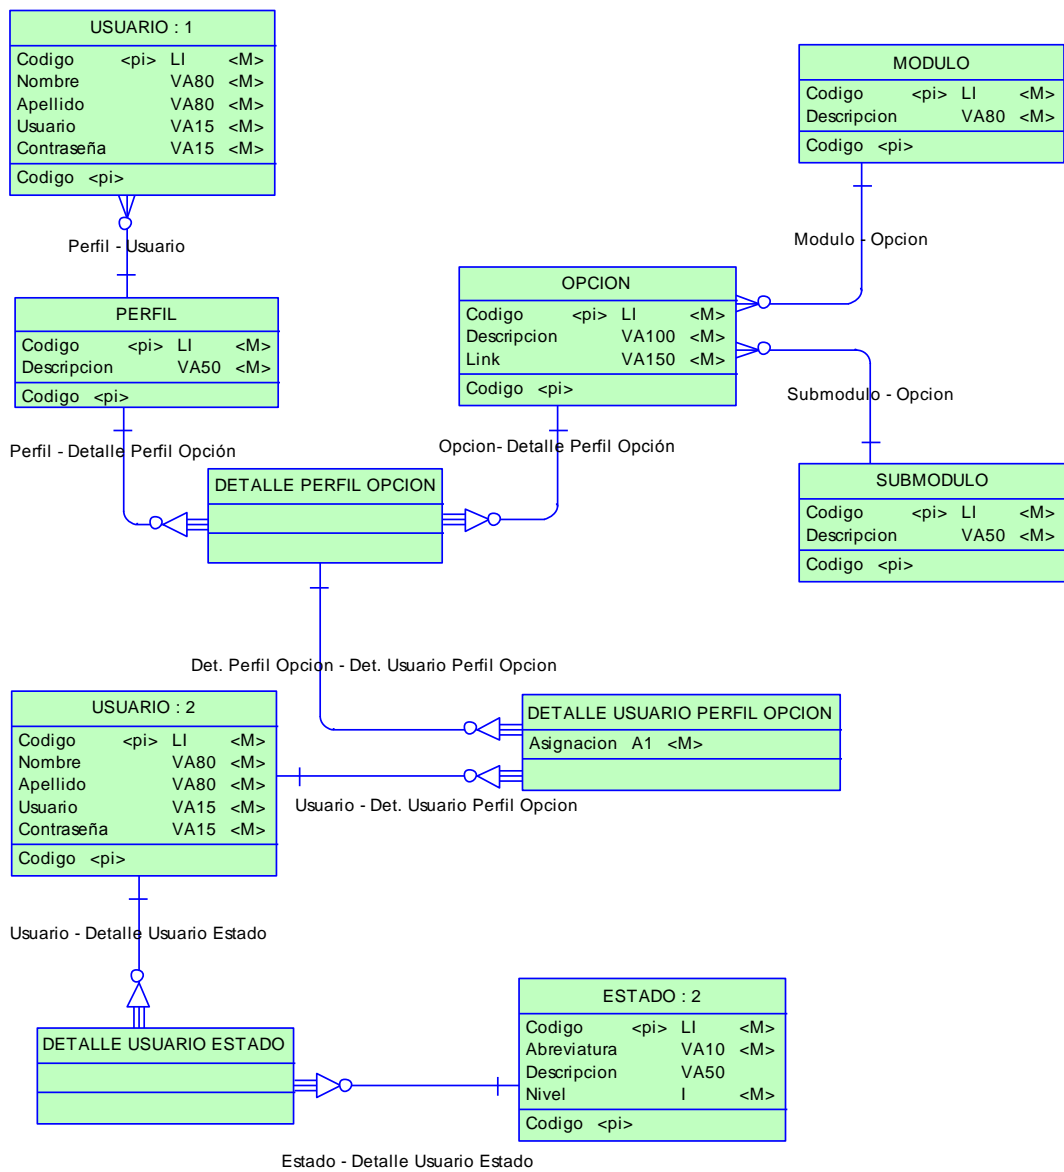 USUARIO : 1
Codigo <pi> LI <M>
Nombre VA80 <M>
Apellido VA80 <M>
Usuario VA15 <M>
Contraseña VA15 <M>
Codigo <pi>
MODULO
Codigo <pi> LI <M>
Descripcion VA80 <M>
Codigo <pi>
Perfil - Usuario
Modulo - Opcion
PERFIL
Codigo <pi> LI <M>
Descripcion VA50 <M>
Codigo <pi>
OPCION
Codigo <pi> LI <M>
Descripcion VA100 <M>
Link VA150 <M>
Codigo <pi>
Submodulo - Opcion
Perfil - Detalle Perfil Opción
Opcion- Detalle Perfil Opción
DETALLE PERFIL OPCION
SUBMODULO
Codigo <pi> LI <M>
Descripcion VA50 <M>
Codigo <pi>
Det. Perfil Opcion - Det. Usuario Perfil Opcion
USUARIO : 2
Codigo <pi> LI <M>
Nombre VA80 <M>
Apellido VA80 <M>
Usuario VA15 <M>
Contraseña VA15 <M>
Codigo <pi>
DETALLE USUARIO PERFIL OPCION
Asignacion A1 <M>
Usuario - Det. Usuario Perfil Opcion
Usuario - Detalle Usuario Estado
DETALLE USUARIO ESTADO
ESTADO : 2
Codigo <pi> LI <M>
Abreviatura VA10 <M>
Descripcion VA50
Nivel I <M>
Codigo <pi>
Estado - Detalle Usuario Estado